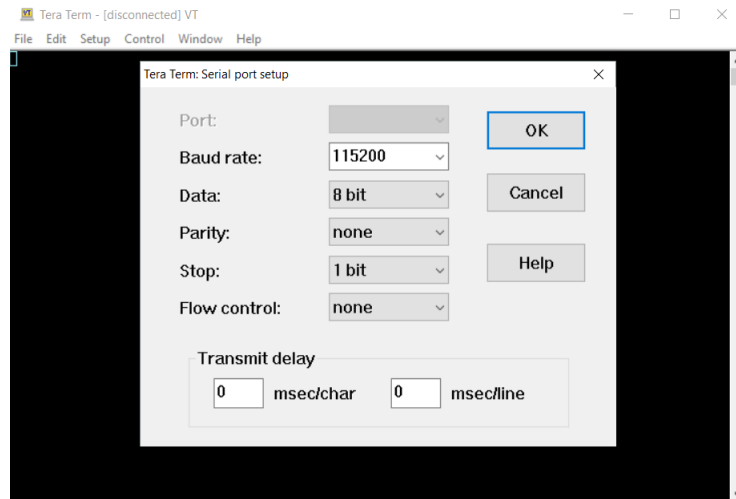 VT Tera Term - [disconnected] VT
File Edit Setup Control Window Help
Tera Term: Serial port setup
Port:
OK
Baud rate: 115200
Data: 8 bit
Cancel
Parity: none
Stop: 1 bit
Help
Flow control: none
Transmit delay
0 msec/char 0 msec/line